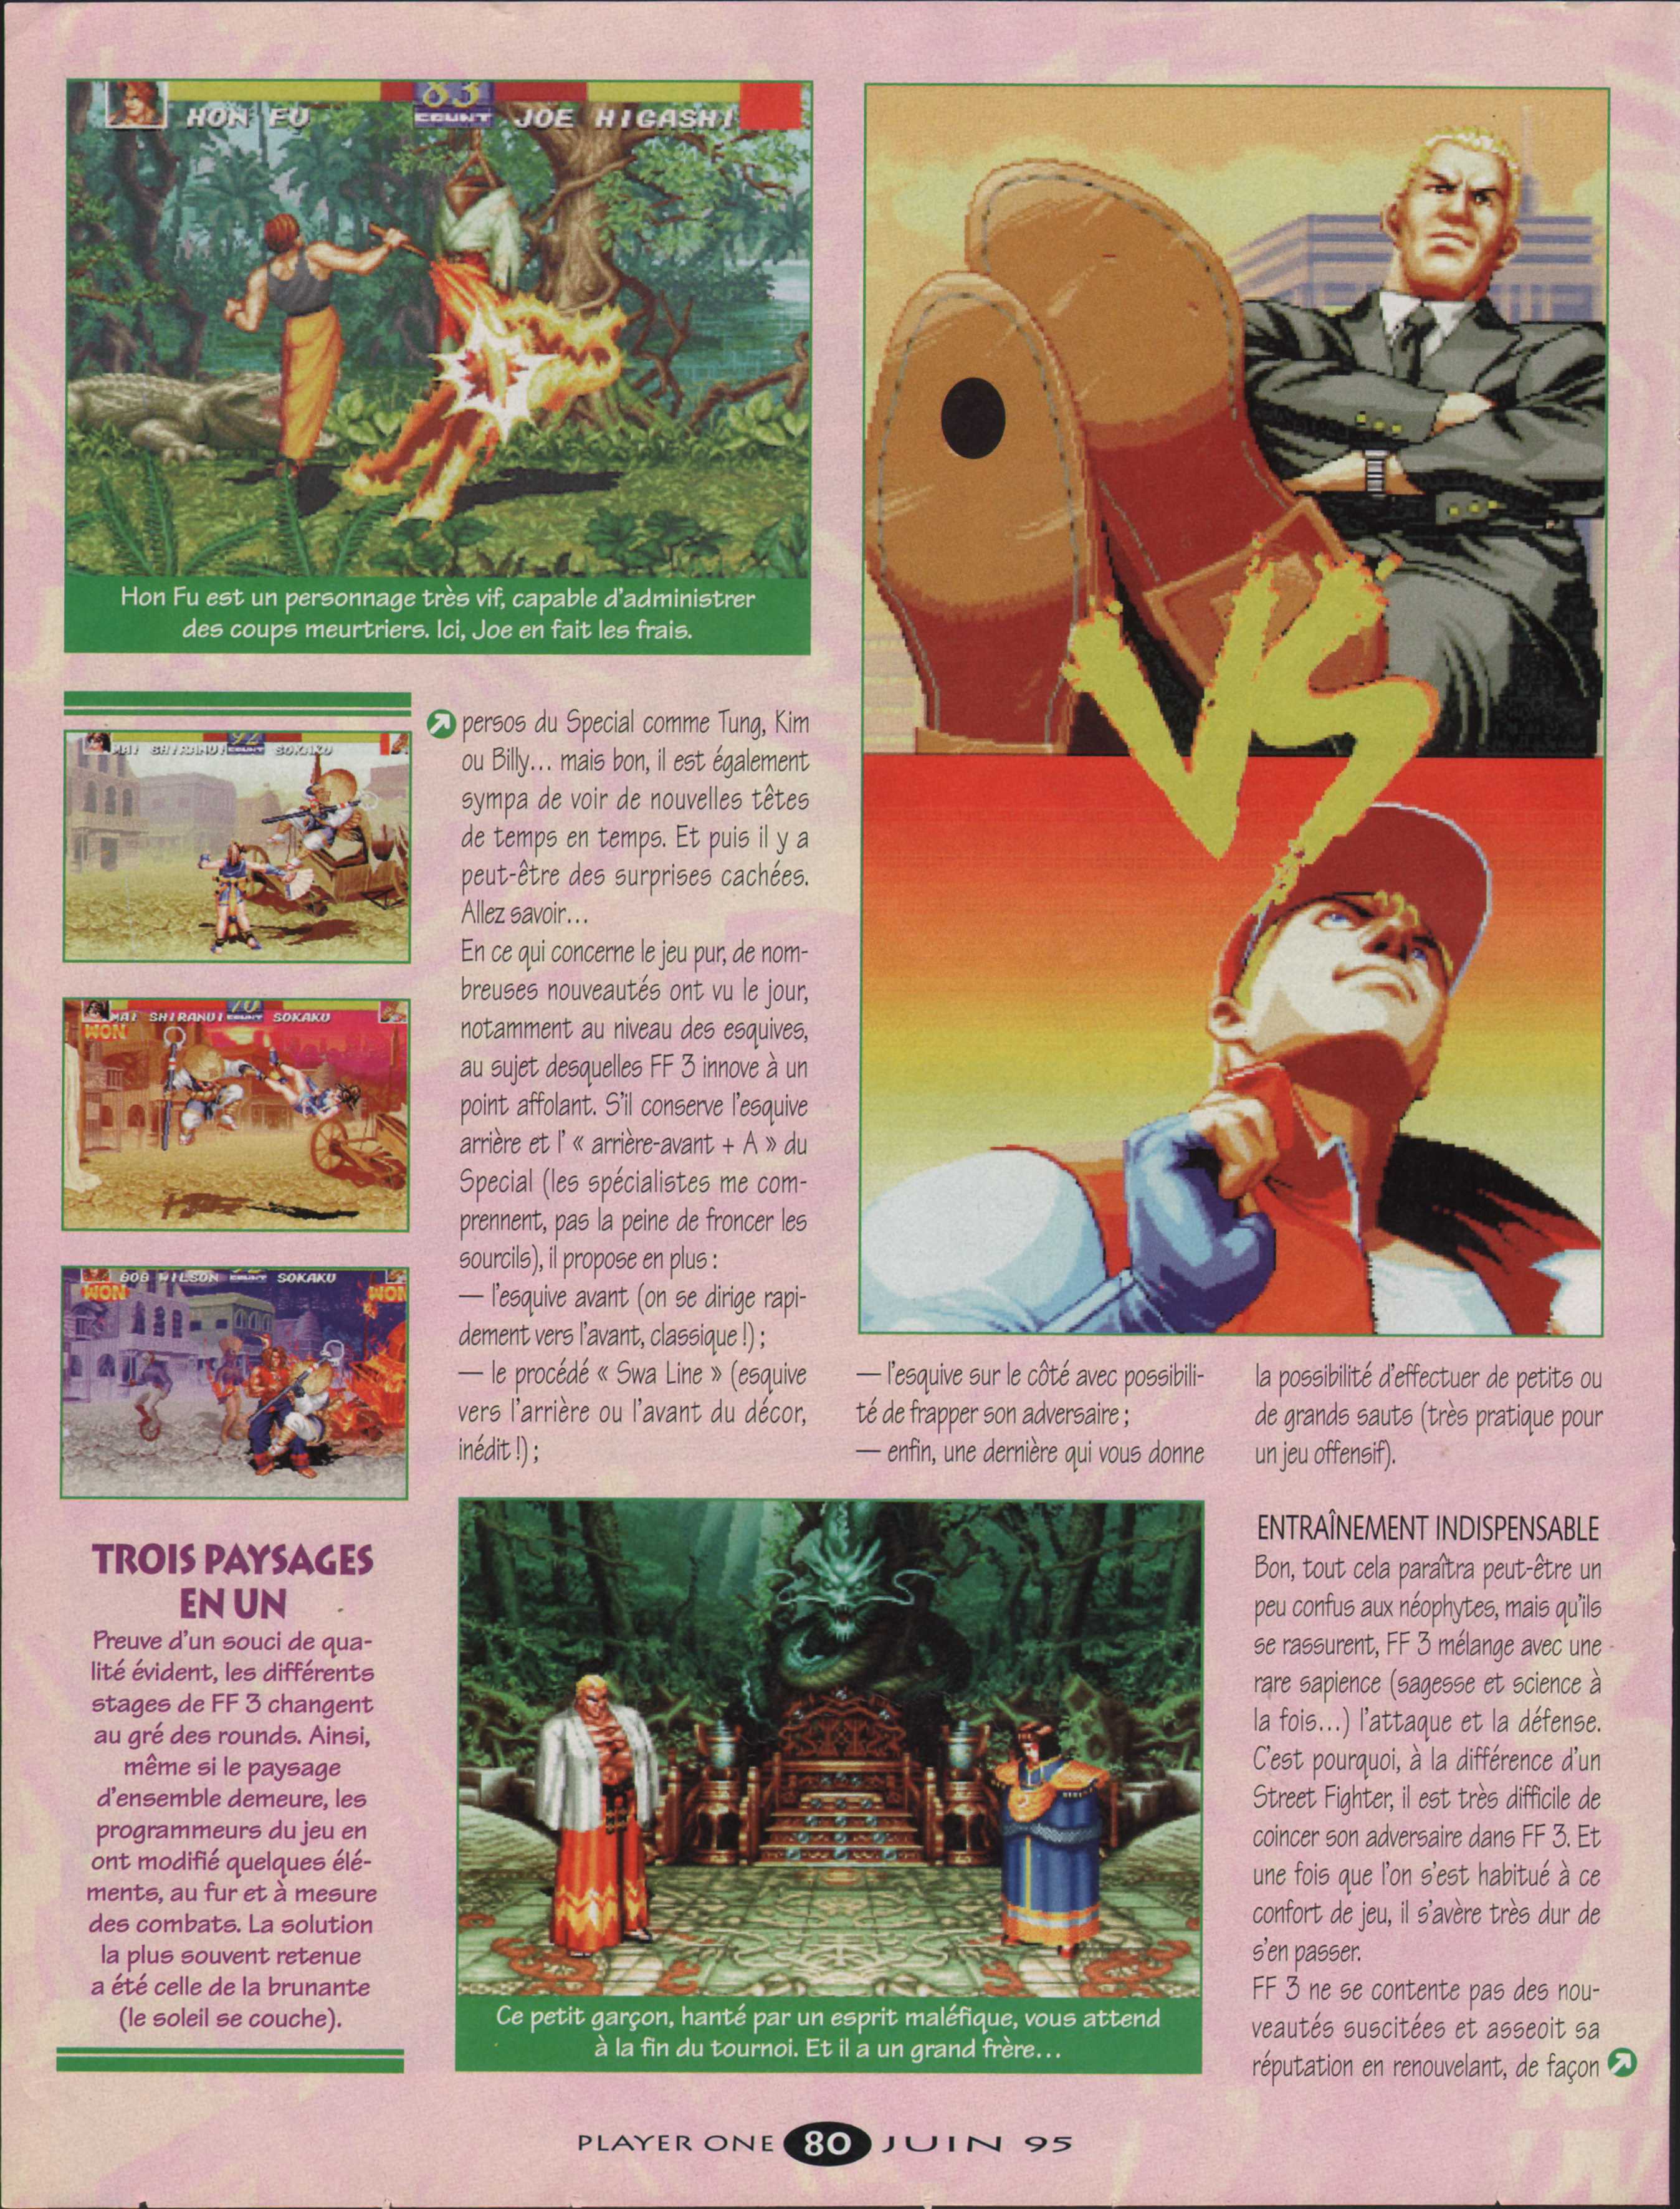 HON FU
83
COUNT
JOE HIGASHI
Hon Fu est un personnage très vif, capable d'administrer
des coups meurtriers. Ici, Joe en fait les frais.
VS
MAI SHIRANUI
92
COUNT
SOKAKU
MAI SHIRANUI
70
COUNT
SOKAKU
WON
BOB WILSON
COUNT
SOKAKU
WON
WON
TROIS PAYSAGES
EN UN
Preuve d'un souci de qua-
lité évident, les différents
stages de FF 3 changent
au gré des rounds. Ainsi,
même si le paysage
d'ensemble demeure, les
programmeurs du jeu en
ont modifié quelques élé-
ments, au fur et à mesure
des combats. La solution
la plus souvent retenue
a été celle de la brunante
(le soleil se couche).
persos du Special comme Tung, Kim
ou Billy... mais bon, il est également
sympa de voir de nouvelles têtes
de temps en temps. Et puis il y a
peut-être des surprises cachées.
Allez savoir...
En ce qui concerne le jeu pur, de nom-
breuses nouveautés ont vu le jour,
notamment au niveau des esquives,
au sujet desquelles FF 3 innove à un
point affolant. S'il conserve l'esquive
arrière et l' « arrière-avant + A » du
Special (les spécialistes me com-
prennent, pas la peine de froncer les
sourcils), il propose en plus :
— l'esquive avant (on se dirige rapi-
dement vers l'avant, classique !) ;
— le procédé « Swa Line » (esquive
vers l'arrière ou l'avant du décor,
inédit !) ;
— l'esquive sur le côté avec possibili-
té de frapper son adversaire ;
— enfin, une dernière qui vous donne
la possibilité d'effectuer de petits ou
de grands sauts (très pratique pour
un jeu offensif).
Ce petit garçon, hanté par un esprit maléfique, vous attend
à la fin du tournoi. Et il a un grand frère...
ENTRAÎNEMENT INDISPENSABLE
Bon, tout cela paraîtra peut-être un
peu confus aux néophytes, mais qu'ils
se rassurent, FF 3 mélange avec une
rare sapience (sagesse et science à
la fois...) l'attaque et la défense.
C'est pourquoi, à la différence d'un
Street Fighter, il est très difficile de
coincer son adversaire dans FF 3. Et
une fois que l'on s'est habitué à ce
confort de jeu, il s'avère très dur de
s'en passer.
FF 3 ne se contente pas des nou-
veautés suscitées et asseoit sa
réputation en renouvelant, de façon
PLAYER ONE 80 JUIN 95